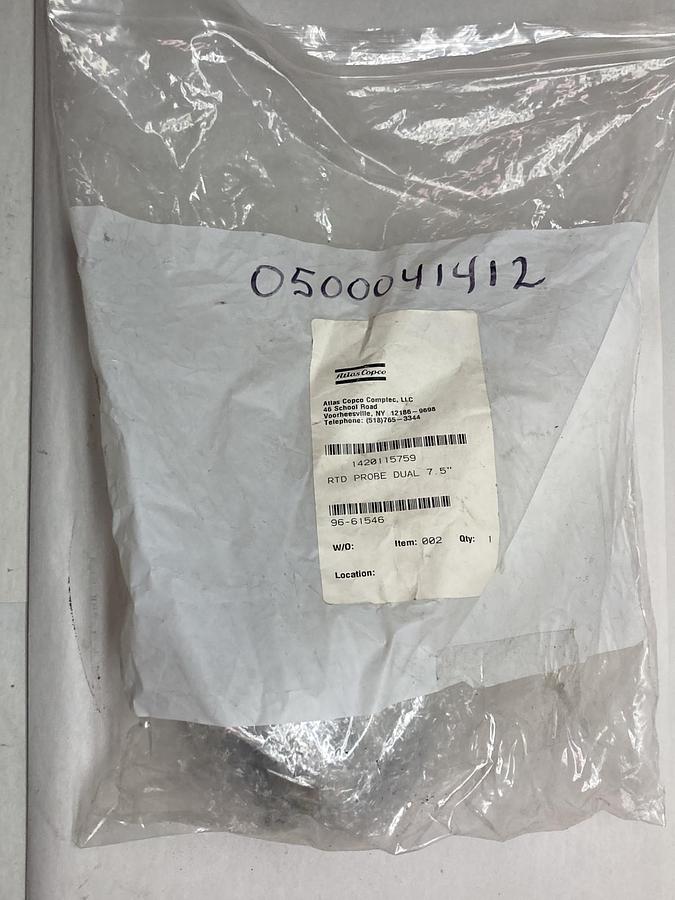 0500041412
Atlas Copco
Atlas Copco Comptec, LLC
46 School Road
Voorheesville, NY 12186-9698
Telephone: (518)765-3344
1420115759
RTD PROBE DUAL 7.5"
96-61546
W/O: Item: 002 Qty: 1
Location: